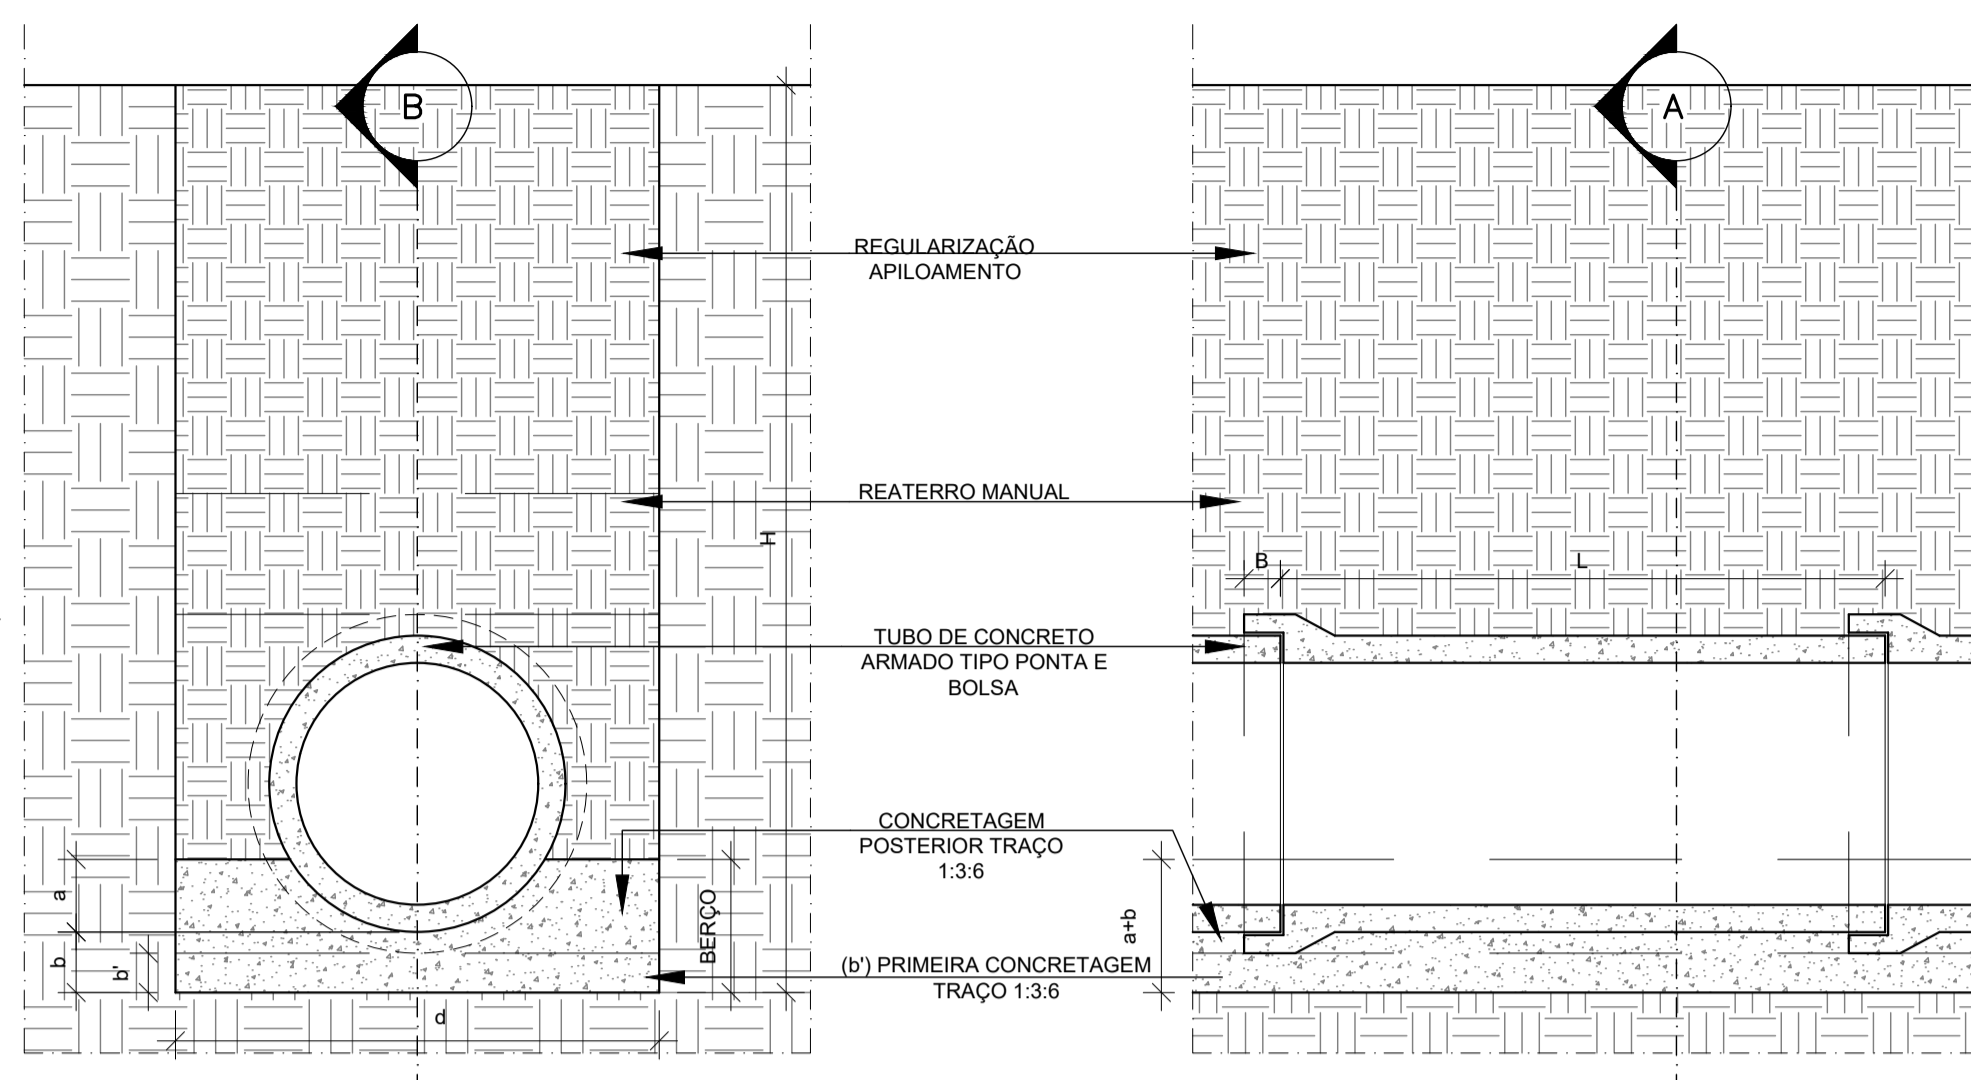 B
A
REGULARIZAÇÃO
APILOAMENTO
REATERRO MANUAL
H
B
L
TUBO DE CONCRETO
ARMADO TIPO PONTA E
BOLSA
CONCRETAGEM
POSTERIOR TRAÇO
1:3:6
a
b
b'
BERÇO
a+b
(b') PRIMEIRA CONCRETAGEM
TRAÇO 1:3:6
d